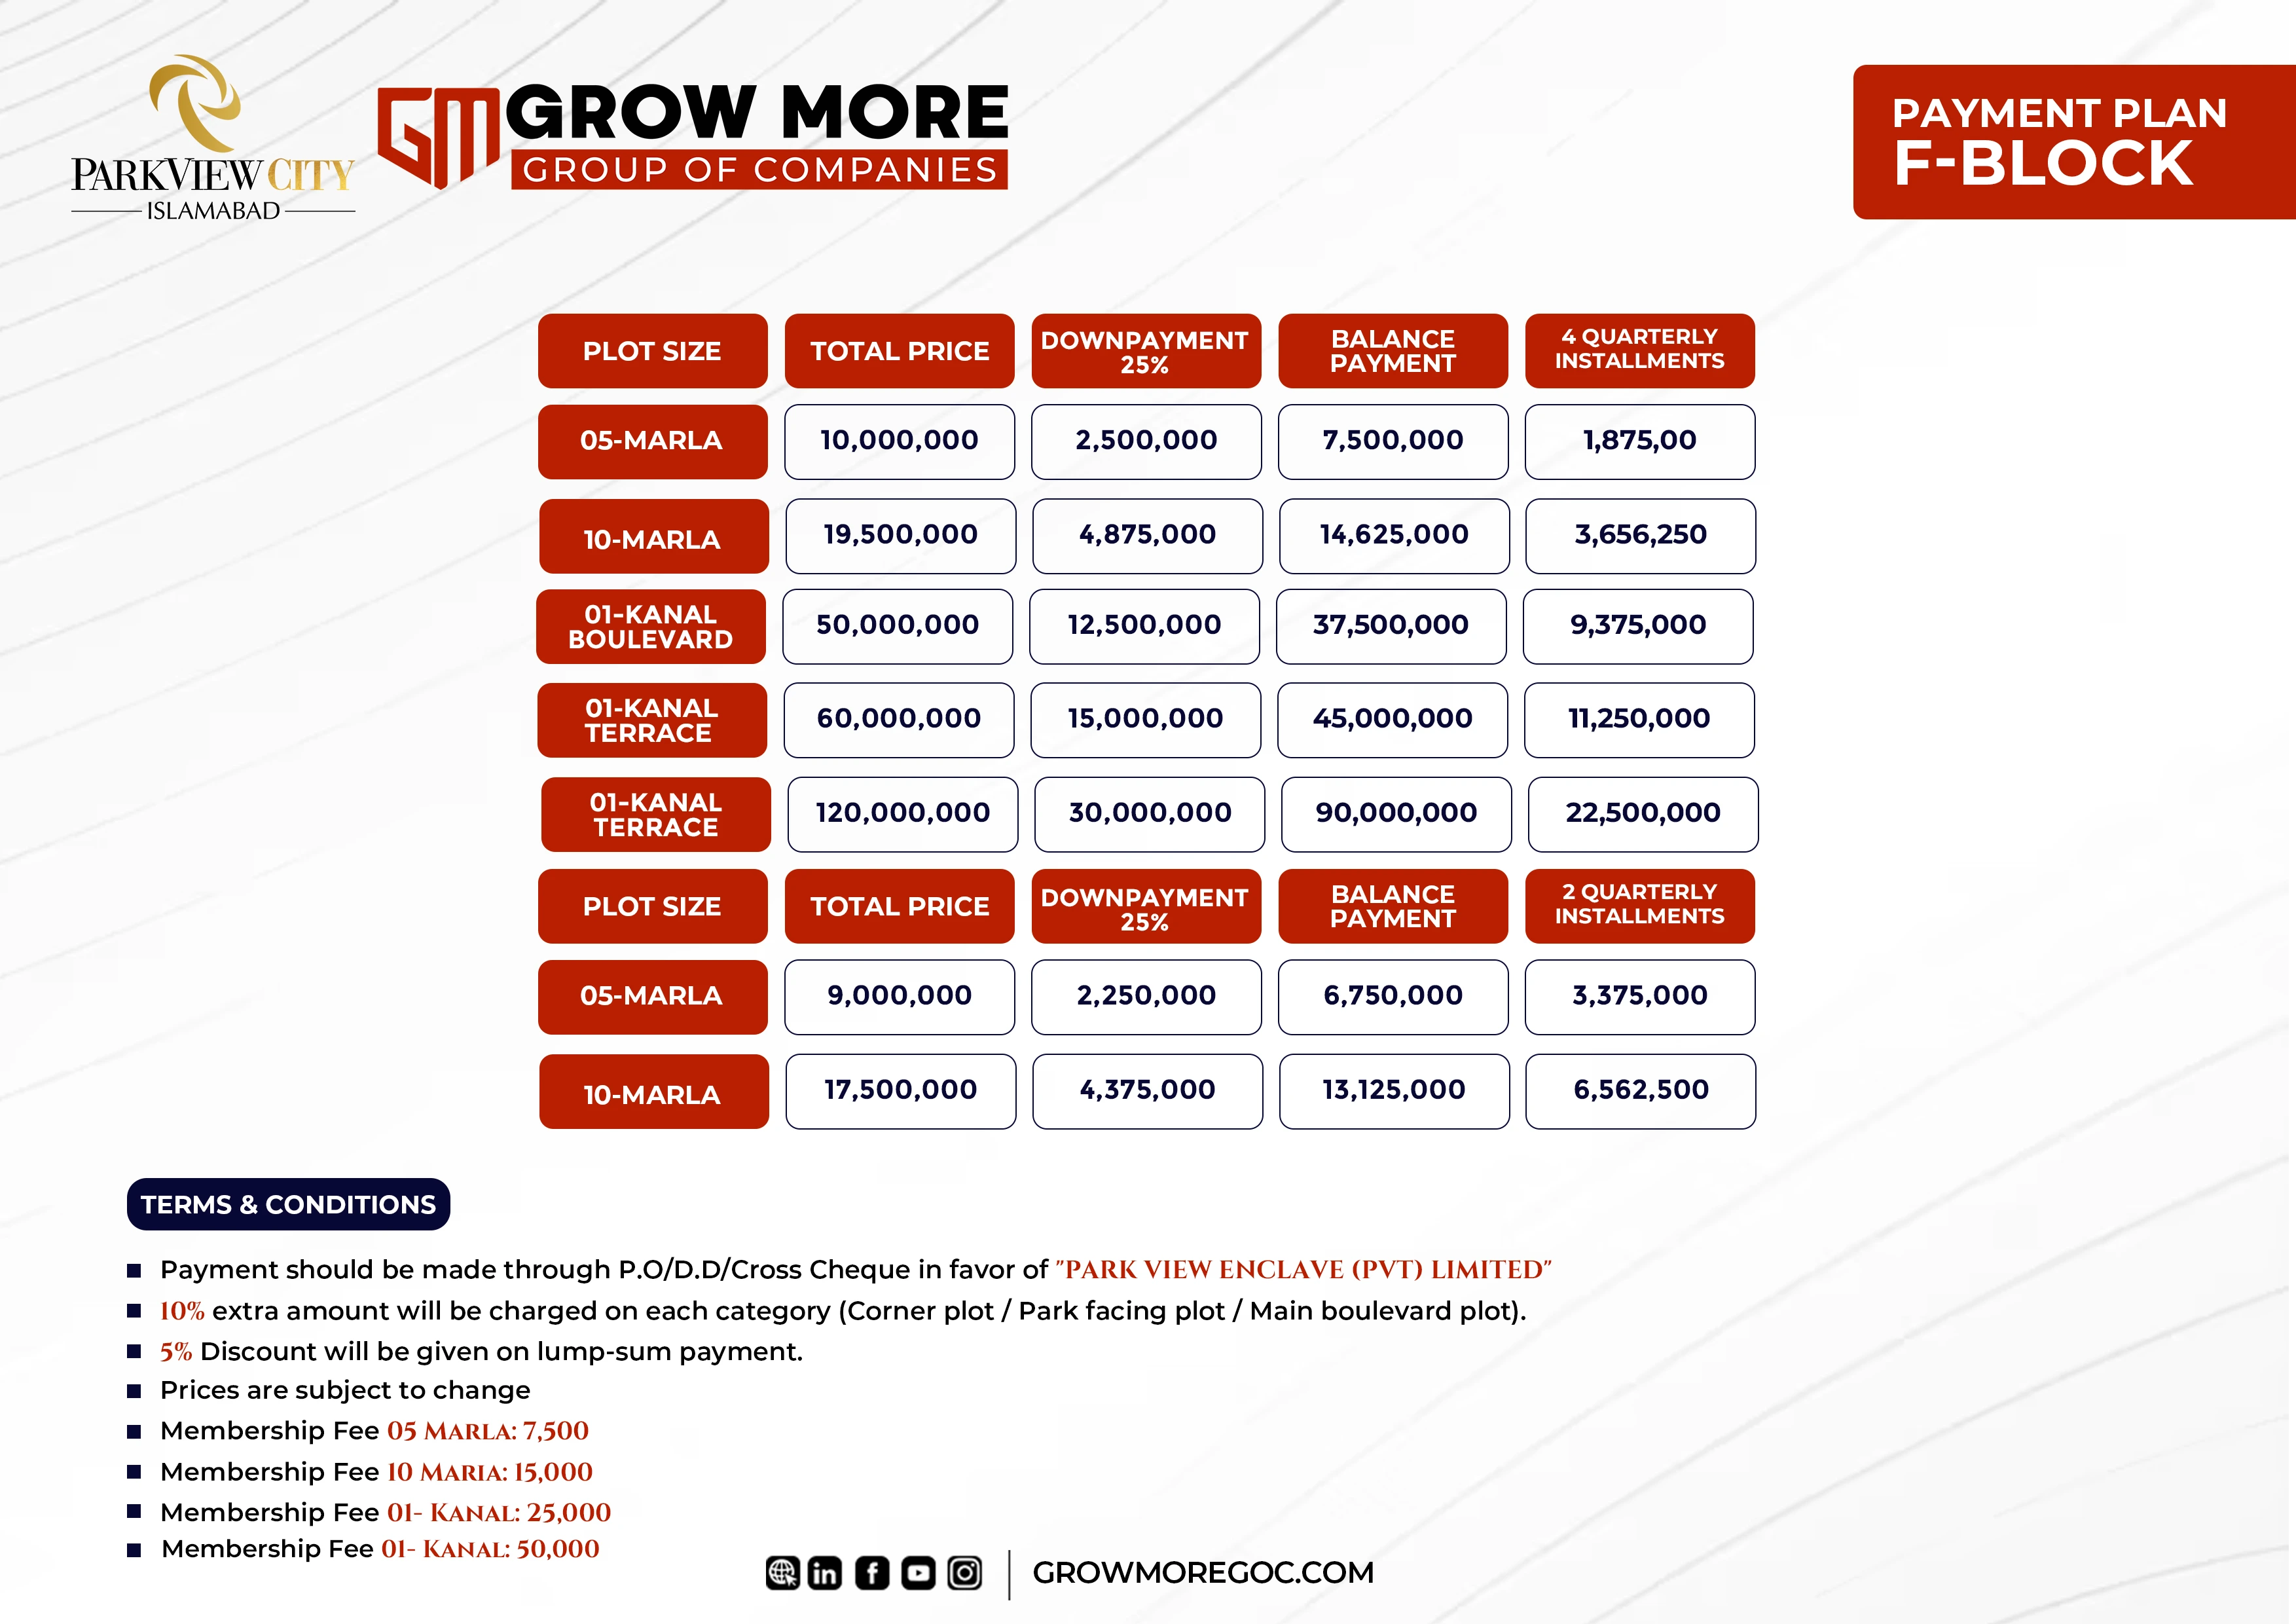 PARKVIEW CITY
ISLAMABAD
GM GROW MORE
GROUP OF COMPANIES
PAYMENT PLAN
F-BLOCK
PLOT SIZE TOTAL PRICE DOWNPAYMENT 25% BALANCE PAYMENT 4 QUARTERLY INSTALLMENTS
05-MARLA 10,000,000 2,500,000 7,500,000 1,875,00
10-MARLA 19,500,000 4,875,000 14,625,000 3,656,250
01-KANAL BOULEVARD 50,000,000 12,500,000 37,500,000 9,375,000
01-KANAL TERRACE 60,000,000 15,000,000 45,000,000 11,250,000
01-KANAL TERRACE 120,000,000 30,000,000 90,000,000 22,500,000
PLOT SIZE TOTAL PRICE DOWNPAYMENT 25% BALANCE PAYMENT 2 QUARTERLY INSTALLMENTS
05-MARLA 9,000,000 2,250,000 6,750,000 3,375,000
10-MARLA 17,500,000 4,375,000 13,125,000 6,562,500
TERMS & CONDITIONS
Payment should be made through P.O/D.D/Cross Cheque in favor of "PARK VIEW ENCLAVE (PVT) LIMITED"
10% extra amount will be charged on each category (Corner plot / Park facing plot / Main boulevard plot).
5% Discount will be given on lump-sum payment.
Prices are subject to change
Membership Fee 05 MARLA: 7,500
Membership Fee 10 MARIA: 15,000
Membership Fee 01- KANAL: 25,000
Membership Fee 01- KANAL: 50,000
GROWMOREGOC.COM